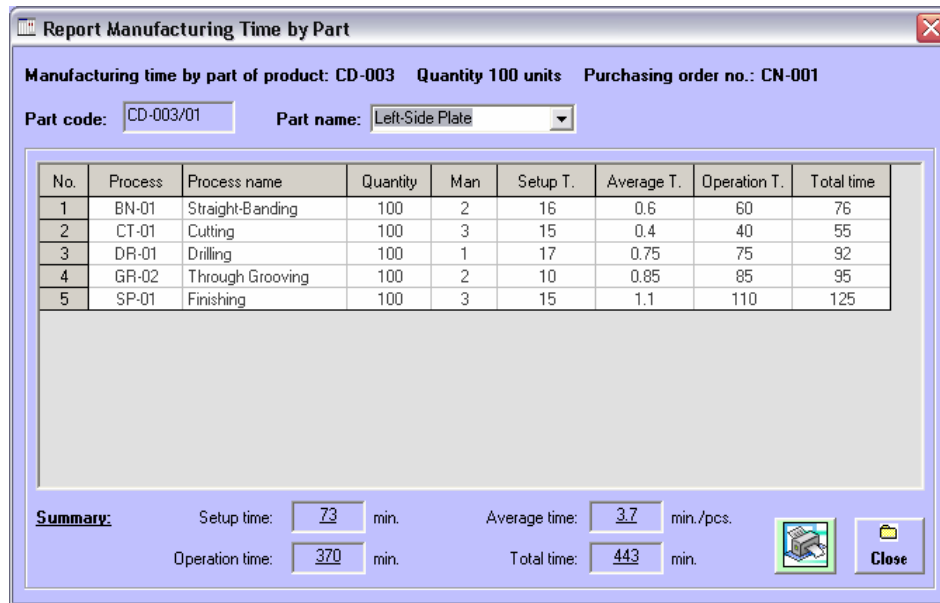 Report Manufacturing Time by Part
Manufacturing time by part of product: CD-003 Quantity 100 units Purchasing order no.: CN-001
Part code: CD-003/01 Part name: Left-Side Plate
No. Process Process name Quantity Man Setup T. Average T. Operation T. Total time
1 BN-01 Straight-Banding 100 2 16 0.6 60 76
2 CT-01 Cutting 100 3 15 0.4 40 55
3 DR-01 Drilling 100 1 17 0.75 75 92
4 GR-02 Through Grooving 100 2 10 0.85 85 95
5 SP-01 Finishing 100 3 15 1.1 110 125
Summary: Setup time: 73 min. Average time: 3.7 min./pcs.
Operation time: 370 min. Total time: 443 min. Close